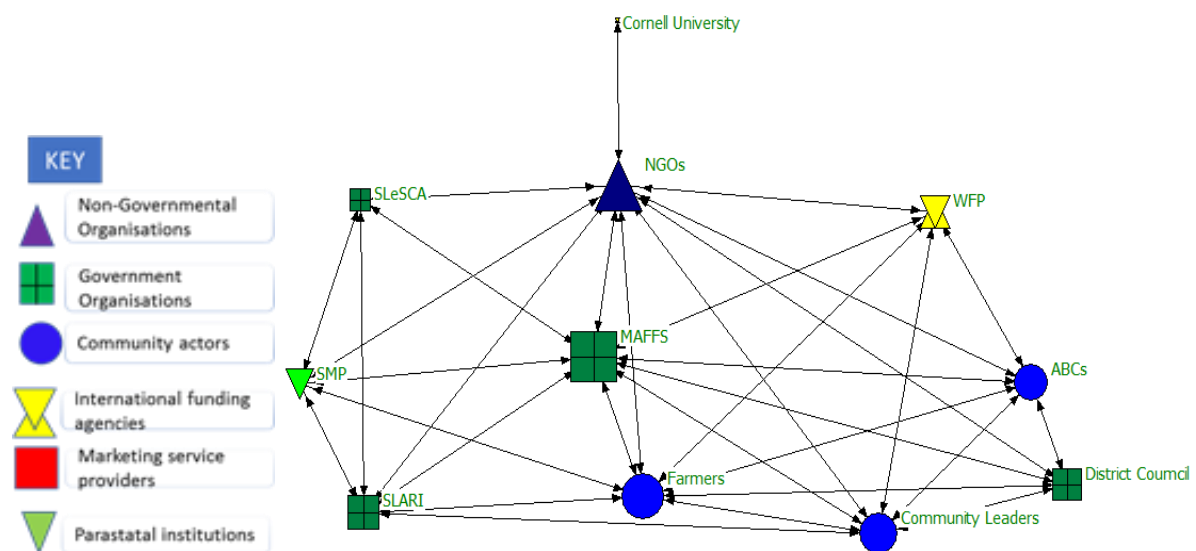 Cornell University
KEY
Non-Governmental
Organisations
Government
Organisations
Community actors
International funding
agencies
Marketing service
providers
Parastatal institutions
NGOs
SLeSCA
WFP
MAFFS
SMP
ABCs
Farmers
District Coumcil
SLARI
Community Leaders